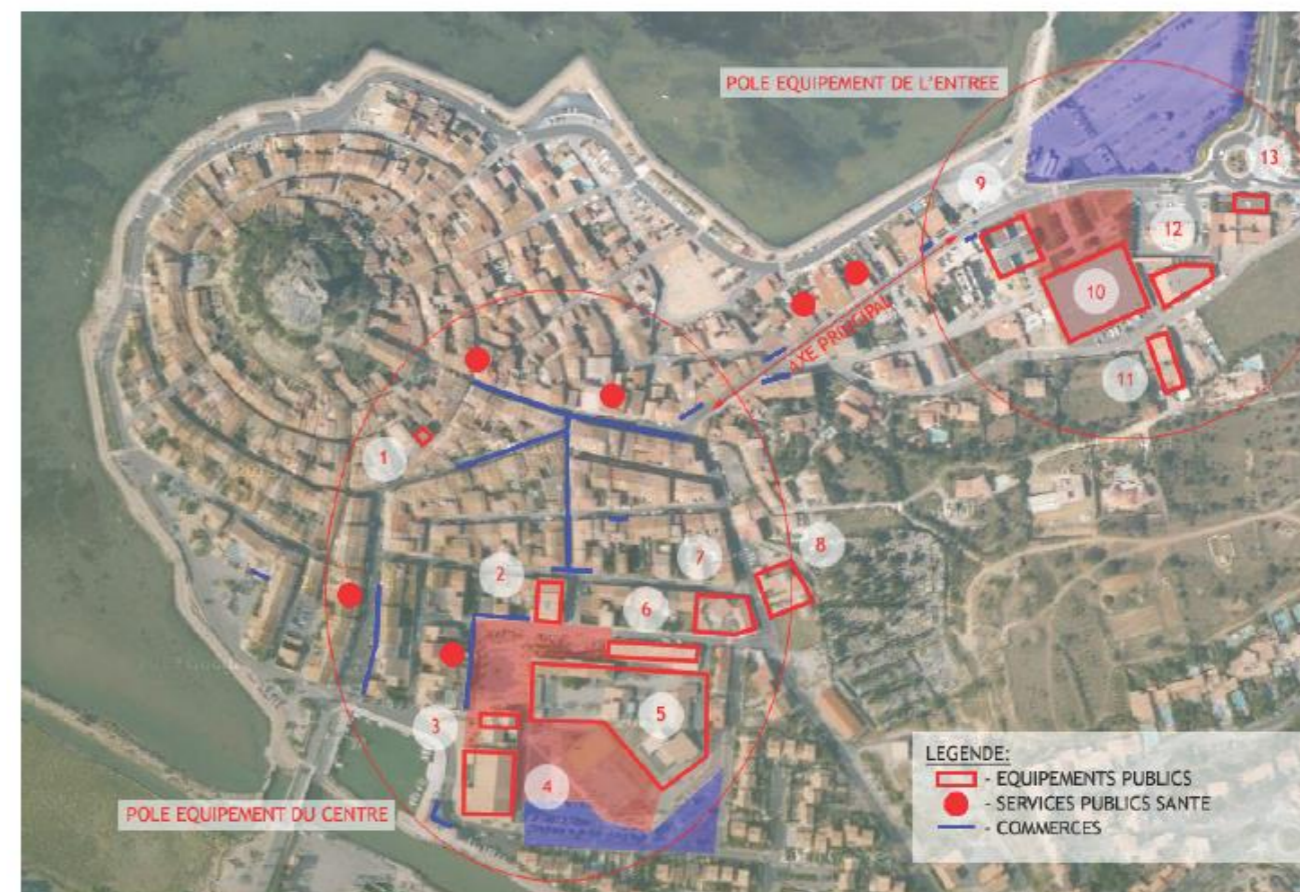 POLE EQUIPEMENT DE L'ENTREE
13
9
12
10
AXE PRINCIPAL
11
1
8
7
2
6
5
3
4
POLE EQUIPEMENT DU CENTRE
LEGENDE:
- EQUIPEMENTS PUBLICS
- SERVICES PUBLICS SANTE
- COMMERCES